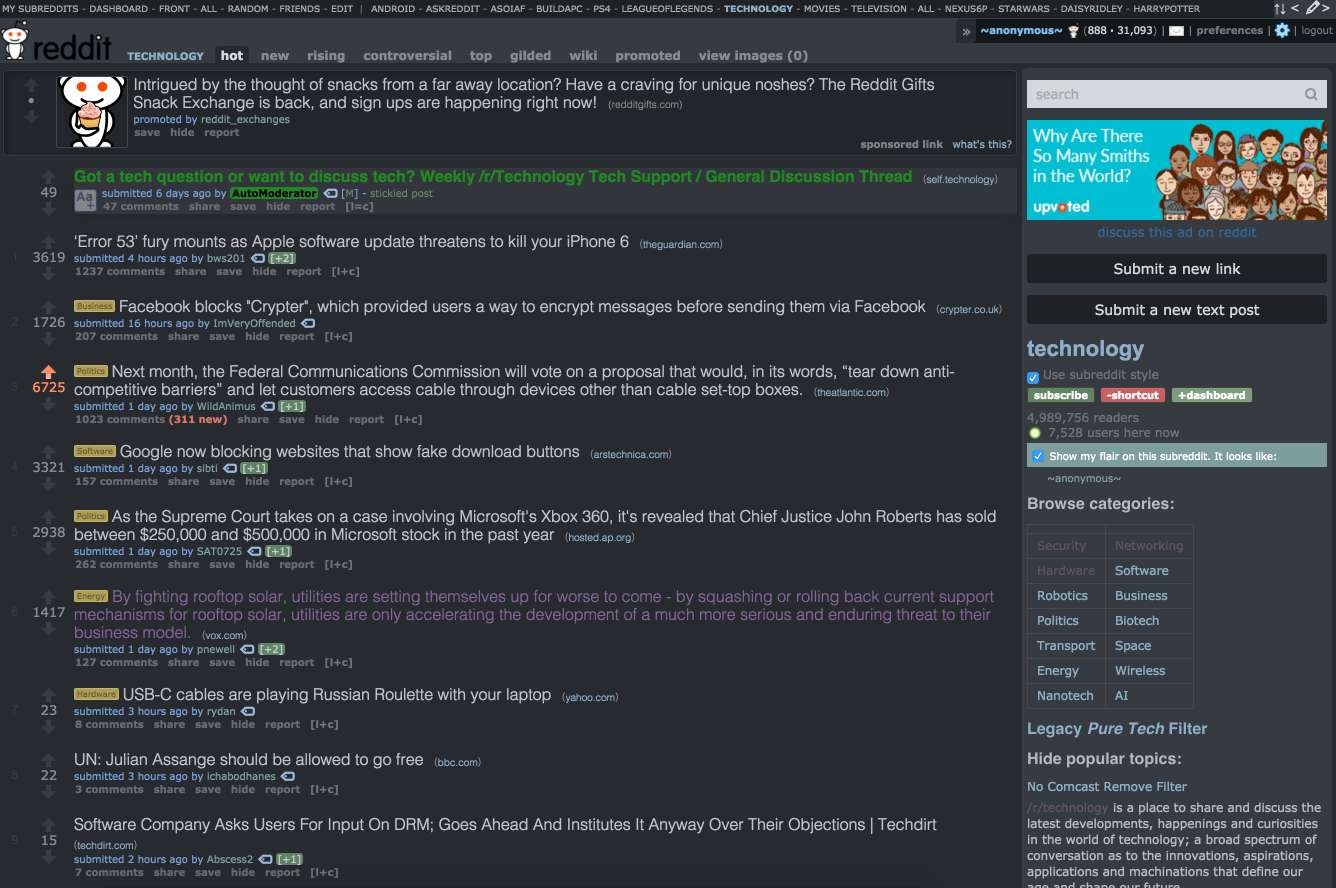 MY SUBREDDITS - DASHBOARD - FRONT - ALL - RANDOM - FRIENDS - EDIT | ANDROID - ASKREDDIT - ASOIAF - BUILDAPC - PS4 - LEAGUEOFLEGENDS - TECHNOLOGY - MOVIES - TELEVISION - ALL - NEXUS6P - STARWARS - DAISYRIDLEY - HARRYPOTTER
reddit TECHNOLOGY hot new rising controversial top gilded wiki promoted view images (0)
» ~anonymous~ (888 · 31,093) | preferences | logout
Intrigued by the thought of snacks from a far away location? Have a craving for unique noshes? The Reddit Gifts
Snack Exchange is back, and sign ups are happening right now! (redditgifts.com)
promoted by reddit_exchanges
save hide report
sponsored link what's this?
Got a tech question or want to discuss tech? Weekly /r/Technology Tech Support / General Discussion Thread (self.technology)
49 Aa+ submitted 6 days ago by AutoModerator [M] - stickied post
47 comments share save hide report [l=c]
'Error 53' fury mounts as Apple software update threatens to kill your iPhone 6 (theguardian.com)
1 3619 submitted 4 hours ago by bws201 [+2]
1237 comments share save hide report [l+c]
Business Facebook blocks "Crypter", which provided users a way to encrypt messages before sending them via Facebook (crypter.co.uk)
2 1726 submitted 16 hours ago by ImVeryOffended
207 comments share save hide report [l+c]
Politics Next month, the Federal Communications Commission will vote on a proposal that would, in its words, “tear down anti-
3 6725 competitive barriers” and let customers access cable through devices other than cable set-top boxes. (theatlantic.com)
submitted 1 day ago by WildAnimus [+1]
1023 comments (311 new) share save hide report [l+c]
Software Google now blocking websites that show fake download buttons (arstechnica.com)
4 3321 submitted 1 day ago by sibti [+1]
157 comments share save hide report [l+c]
Politics As the Supreme Court takes on a case involving Microsoft's Xbox 360, it's revealed that Chief Justice John Roberts has sold
5 2938 between $250,000 and $500,000 in Microsoft stock in the past year (hosted.ap.org)
submitted 1 day ago by SAT0725 [+1]
262 comments share save hide report [l+c]
Energy By fighting rooftop solar, utilities are setting themselves up for worse to come - by squashing or rolling back current support
6 1417 mechanisms for rooftop solar, utilities are only accelerating the development of a much more serious and enduring threat to their
business model. (vox.com)
submitted 1 day ago by pnewell [+2]
127 comments share save hide report [l+c]
Hardware USB-C cables are playing Russian Roulette with your laptop (yahoo.com)
7 23 submitted 3 hours ago by rydan
8 comments share save hide report [l+c]
UN: Julian Assange should be allowed to go free (bbc.com)
8 22 submitted 3 hours ago by ichabodhanes
3 comments share save hide report [l+c]
Software Company Asks Users For Input On DRM; Goes Ahead And Institutes It Anyway Over Their Objections | Techdirt
9 15 (techdirt.com)
submitted 2 hours ago by Abscess2 [+1]
7 comments share save hide report [l+c]
search
Why Are There
So Many Smiths
in the World?
upvoted
discuss this ad on reddit
Submit a new link
Submit a new text post
technology
Use subreddit style
subscribe -shortcut +dashboard
4,989,756 readers
7,528 users here now
Show my flair on this subreddit. It looks like:
~anonymous~
Browse categories:
Security Networking
Hardware Software
Robotics Business
Politics Biotech
Transport Space
Energy Wireless
Nanotech AI
Legacy Pure Tech Filter
Hide popular topics:
No Comcast Remove Filter
/r/technology is a place to share and discuss the
latest developments, happenings and curiosities
in the world of technology; a broad spectrum of
conversation as to the innovations, aspirations,
applications and machinations that define our
age and shape our future.